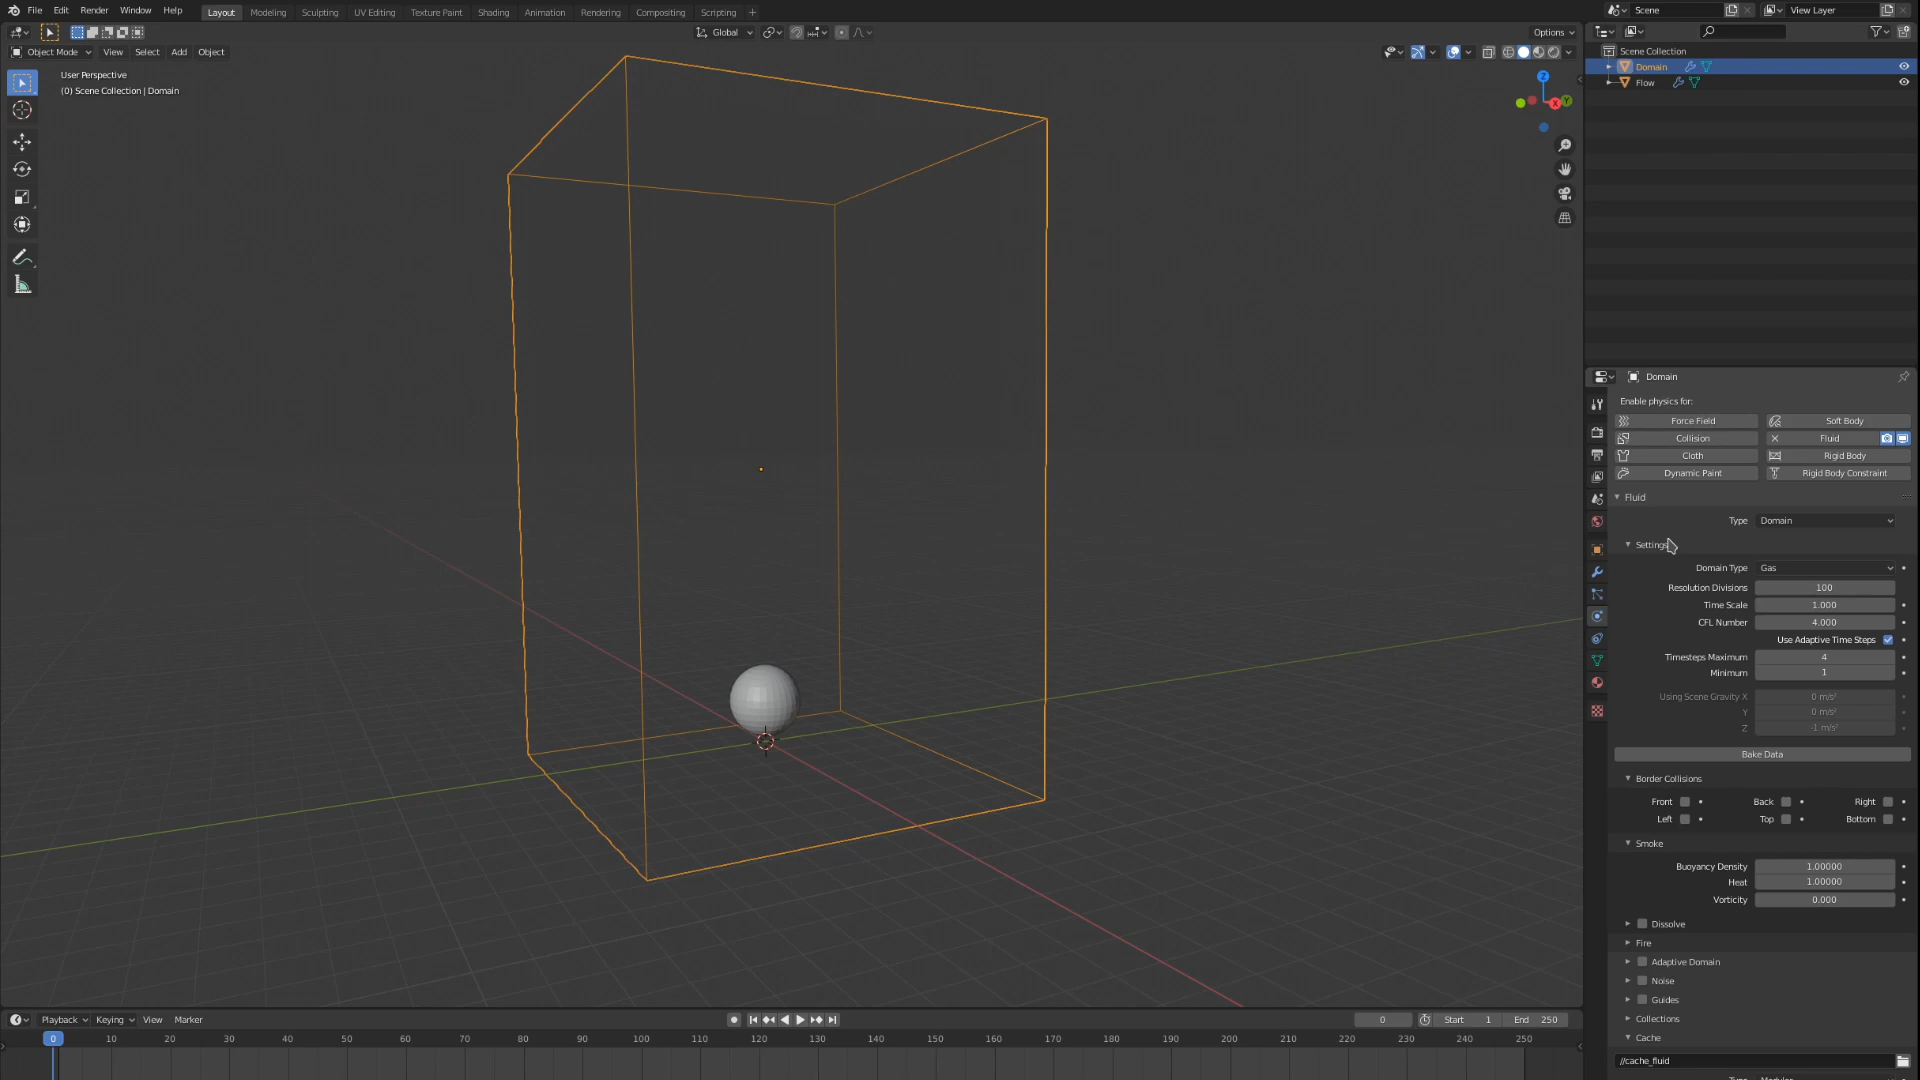 File Edit Render Window Help Layout Modeling Sculpting UV Editing Texture Paint Shading Animation Rendering Compositing Scripting + Scene View Layer
Global Options
Object Mode View Select Add Object
User Perspective
(0) Scene Collection | Domain
Z
X
Y
Scene Collection
Domain
Flow
Domain
Enable physics for:
Force Field Soft Body
Collision Fluid
Cloth Rigid Body
Dynamic Paint Rigid Body Constraint
Fluid
Type Domain
Settings
Domain Type Gas
Resolution Divisions 100
Time Scale 1.000
CFL Number 4.000
Use Adaptive Time Steps
Timesteps Maximum 4
Minimum 1
Using Scene Gravity X 0 m/s²
Y 0 m/s²
Z -1 m/s²
Bake Data
Border Collisions
Front Back Right
Left Top Bottom
Smoke
Buoyancy Density 1.00000
Heat 1.00000
Vorticity 0.000
Dissolve
Fire
Adaptive Domain
Noise
Guides
Collections
Cache
//cache_fluid
Playback Keying View Marker 0 Start 1 End 250
0 10 20 30 40 50 60 70 80 90 100 110 120 130 140 150 160 170 180 190 200 210 220 230 240 250